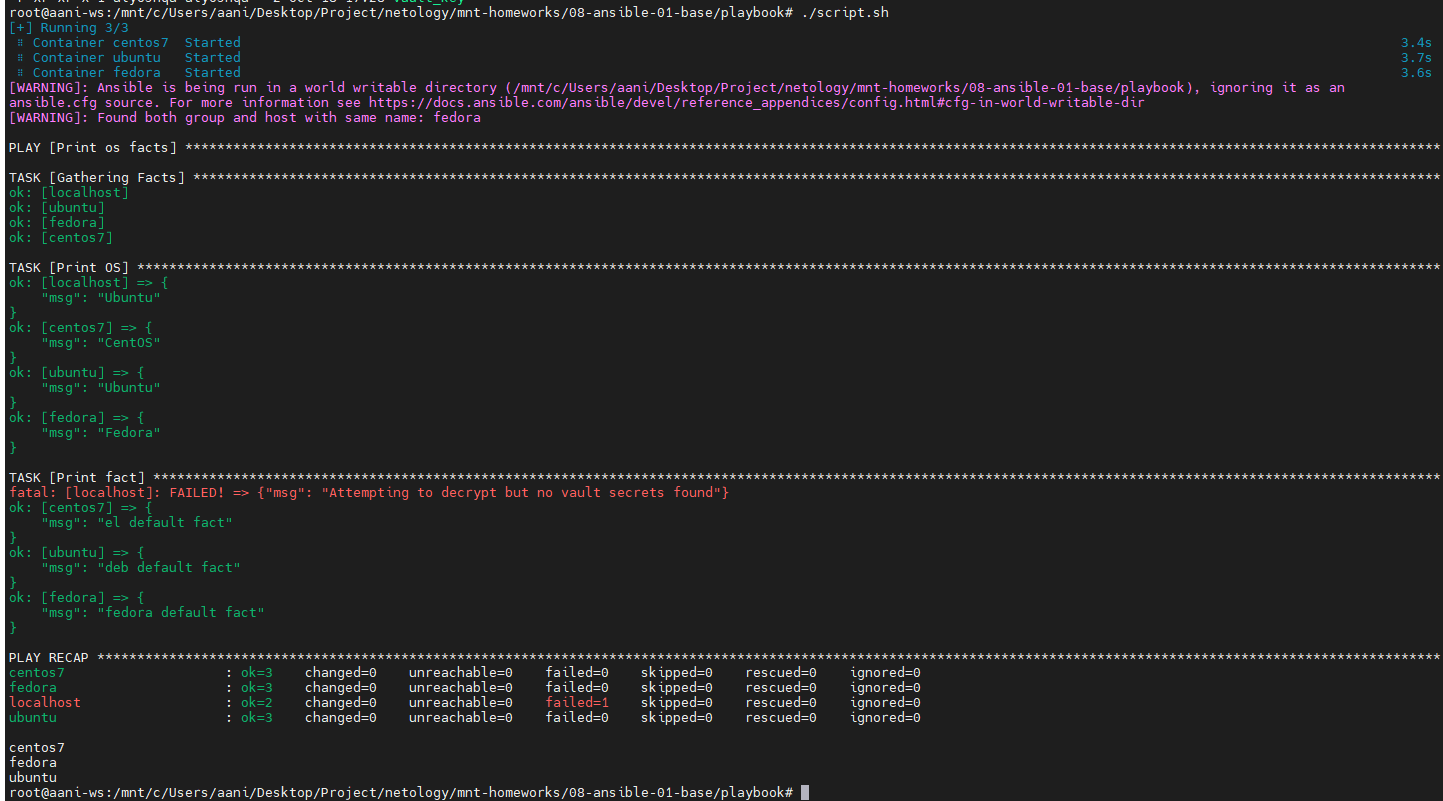 root@aani-ws:/mnt/c/Users/aani/Desktop/Project/netology/mnt-homeworks/08-ansible-01-base/playbook# ./script.sh
[+] Running 3/3
Container centos7  Started 3.4s
Container ubuntu   Started 3.7s
Container fedora   Started 3.6s
[WARNING]: Ansible is being run in a world writable directory (/mnt/c/Users/aani/Desktop/Project/netology/mnt-homeworks/08-ansible-01-base/playbook), ignoring it as an
ansible.cfg source. For more information see https://docs.ansible.com/ansible/devel/reference_appendices/config.html#cfg-in-world-writable-dir
[WARNING]: Found both group and host with same name: fedora
PLAY [Print os facts] ****************************************************************
TASK [Gathering Facts] ****************************************************************
ok: [localhost]
ok: [ubuntu]
ok: [fedora]
ok: [centos7]
TASK [Print OS] ****************************************************************
ok: [localhost] => {
    "msg": "Ubuntu"
}
ok: [centos7] => {
    "msg": "CentOS"
}
ok: [ubuntu] => {
    "msg": "Ubuntu"
}
ok: [fedora] => {
    "msg": "Fedora"
}
TASK [Print fact] ****************************************************************
fatal: [localhost]: FAILED! => {"msg": "Attempting to decrypt but no vault secrets found"}
ok: [centos7] => {
    "msg": "el default fact"
}
ok: [ubuntu] => {
    "msg": "deb default fact"
}
ok: [fedora] => {
    "msg": "fedora default fact"
}
PLAY RECAP ****************************************************************
centos7                    : ok=3    changed=0    unreachable=0    failed=0    skipped=0    rescued=0    ignored=0
fedora                     : ok=3    changed=0    unreachable=0    failed=0    skipped=0    rescued=0    ignored=0
localhost                  : ok=2    changed=0    unreachable=0    failed=1    skipped=0    rescued=0    ignored=0
ubuntu                     : ok=3    changed=0    unreachable=0    failed=0    skipped=0    rescued=0    ignored=0
centos7
fedora
ubuntu
root@aani-ws:/mnt/c/Users/aani/Desktop/Project/netology/mnt-homeworks/08-ansible-01-base/playbook#